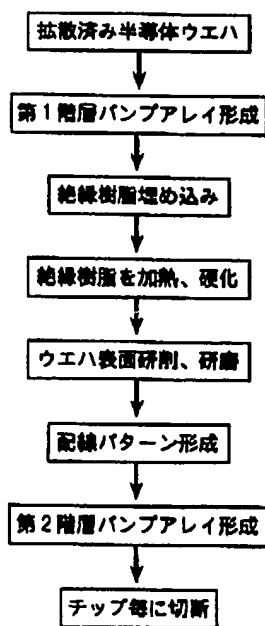 拡散済み半導体ウエハ
第1階層バンプアレイ形成
絶縁樹脂埋め込み
絶縁樹脂を加熱、硬化
ウエハ表面研削、研磨
配線パターン形成
第2階層バンプアレイ形成
チップ毎に切断